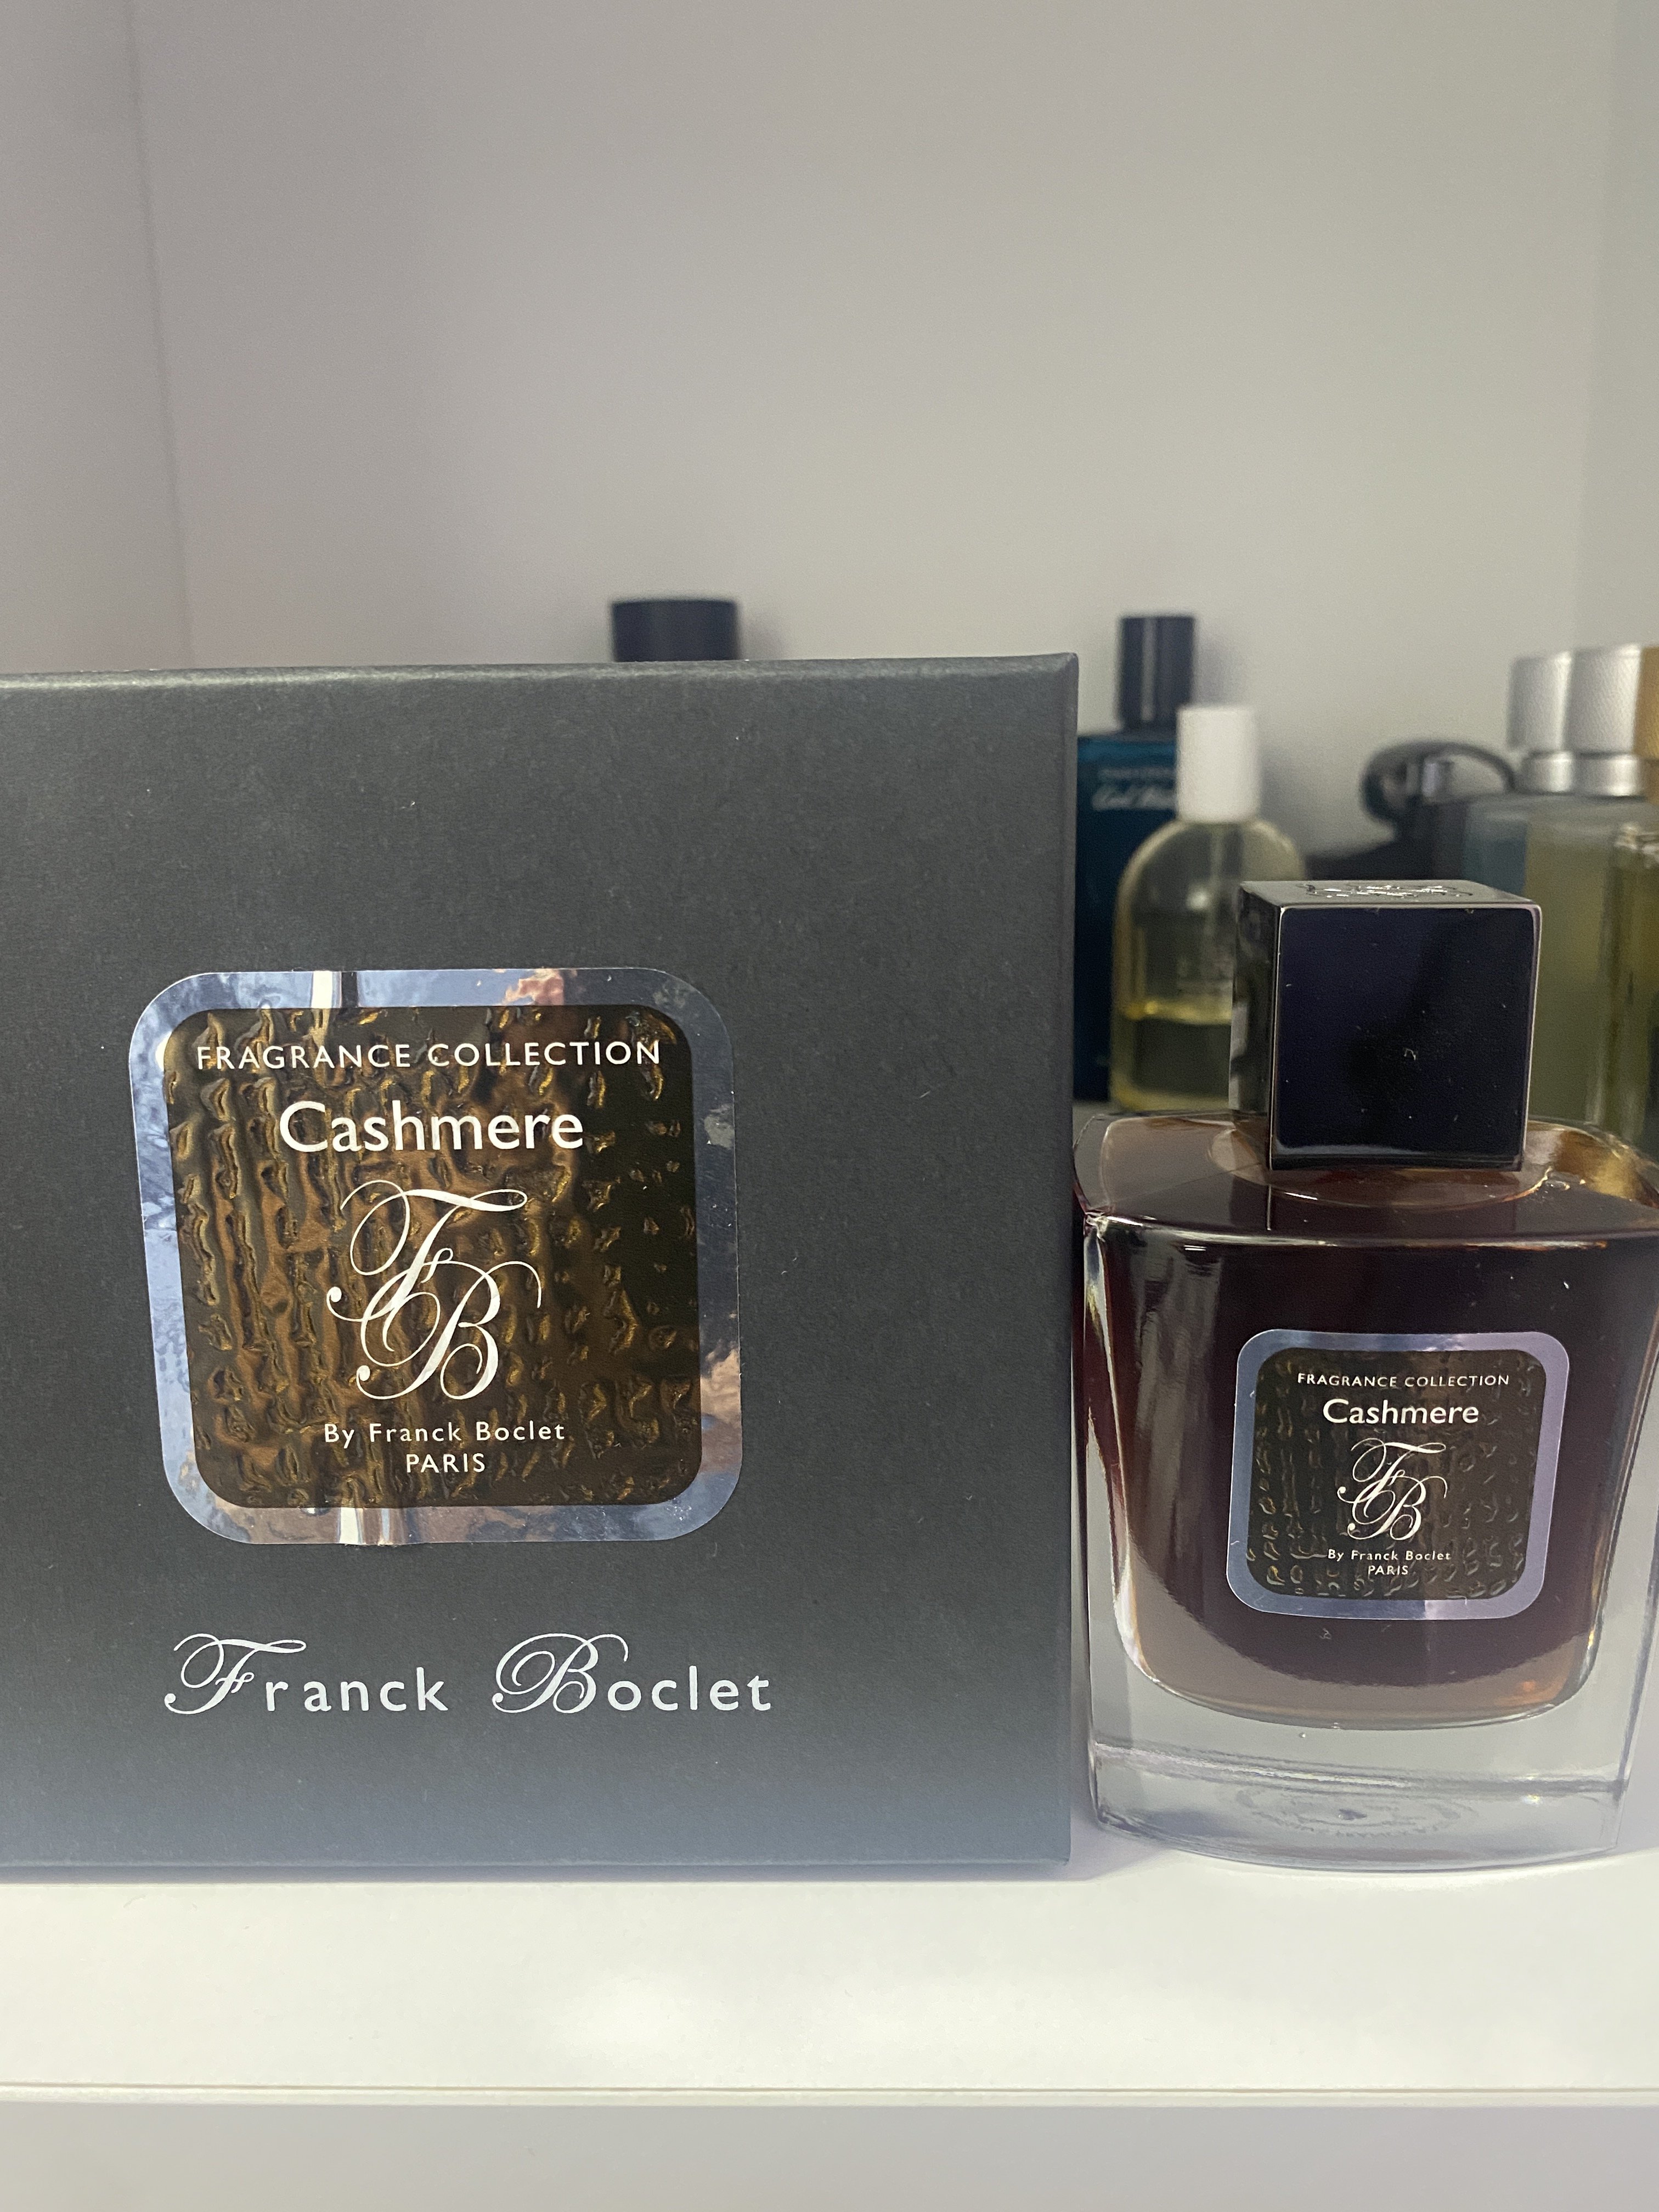 FRAGRANCE COLLECTION
Cashmere
FB
By Franck Boclet
PARIS
Franck Boclet
FRAGRANCE COLLECTION
Cashmere
FB
By Franck Boclet
PARIS